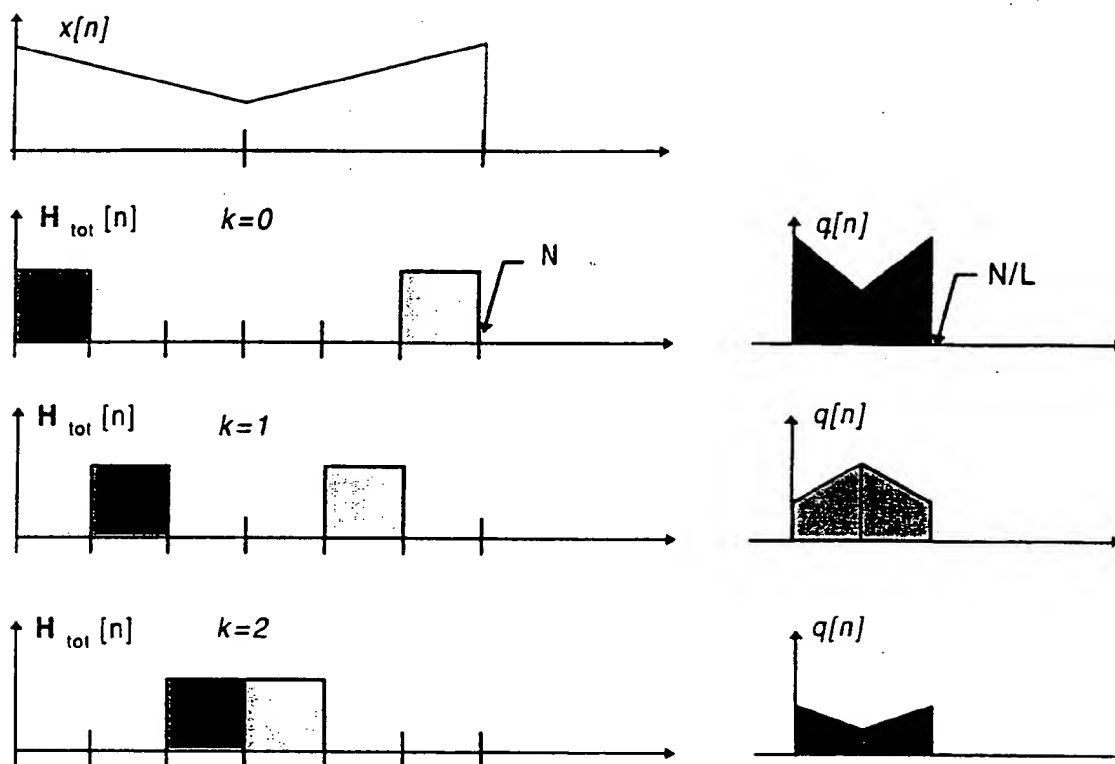 x[n]
H tot [n] k=0
N
q[n]
N/L
H tot [n] k=1
q[n]
H tot [n] k=2
q[n]